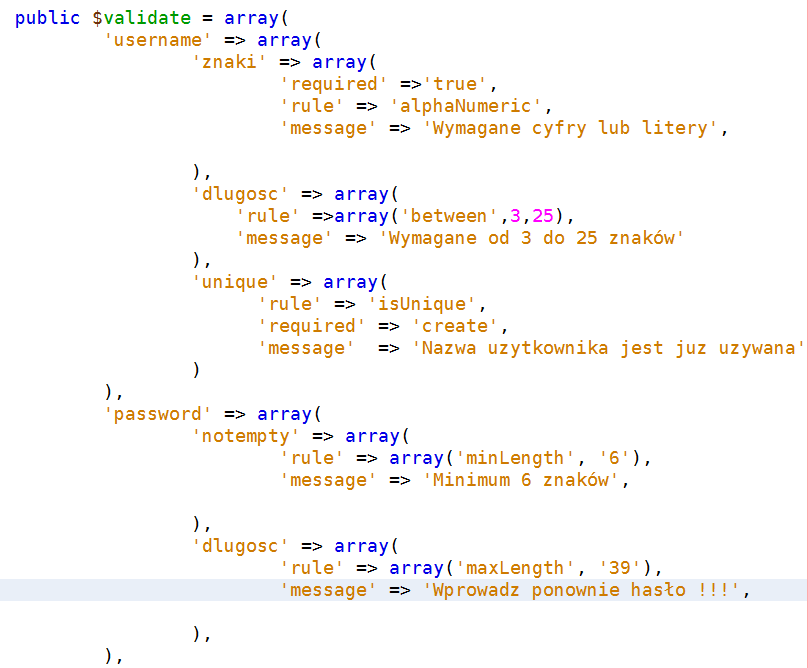 public $validate = array(
'username' => array(
'znaki' => array(
'required' =>'true',
'rule' => 'alphaNumeric',
'message' => 'Wymagane cyfry lub litery',
),
'dlugosc' => array(
'rule' =>array('between',3,25),
'message' => 'Wymagane od 3 do 25 znaków'
),
'unique' => array(
'rule' => 'isUnique',
'required' => 'create',
'message'  => 'Nazwa uzytkownika jest juz uzywana'
)
),
'password' => array(
'notempty' => array(
'rule' => array('minLength', '6'),
'message' => 'Minimum 6 znaków',
),
'dlugosc' => array(
'rule' => array('maxLength', '39'),
'message' => 'Wprowadz ponownie hasło !!!',
),
),